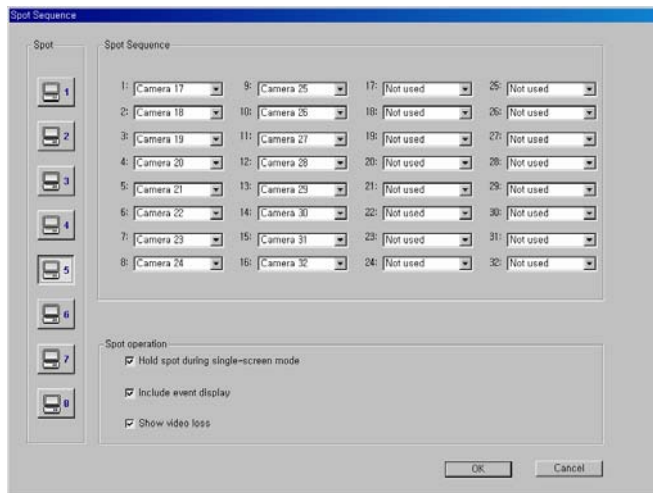 Spot Sequence
Spot
1
2
3
4
5
6
7
8
Spot Sequence
1: Camera 17 9: Camera 25 17: Not used 25: Not used
2: Camera 18 10: Camera 26 18: Not used 26: Not used
3: Camera 19 11: Camera 27 19: Not used 27: Not used
4: Camera 20 12: Camera 28 20: Not used 28: Not used
5: Camera 21 13: Camera 29 21: Not used 29: Not used
6: Camera 22 14: Camera 30 22: Not used 30: Not used
7: Camera 23 15: Camera 31 23: Not used 31: Not used
8: Camera 24 16: Camera 32 24: Not used 32: Not used
Spot operation
Hold spot during single-screen mode
Include event display
Show video loss
OK Cancel